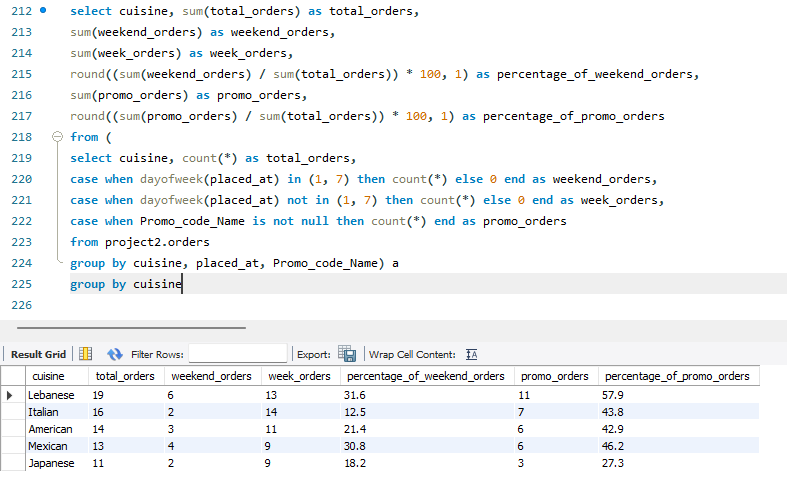 212 select cuisine, sum(total_orders) as total_orders,
213 sum(weekend_orders) as weekend_orders,
214 sum(week_orders) as week_orders,
215 round((sum(weekend_orders) / sum(total_orders)) * 100, 1) as percentage_of_weekend_orders,
216 sum(promo_orders) as promo_orders,
217 round((sum(promo_orders) / sum(total_orders)) * 100, 1) as percentage_of_promo_orders
218 from (
219 select cuisine, count(*) as total_orders,
220 case when dayofweek(placed_at) in (1, 7) then count(*) else 0 end as weekend_orders,
221 case when dayofweek(placed_at) not in (1, 7) then count(*) else 0 end as week_orders,
222 case when Promo_code_Name is not null then count(*) end as promo_orders
223 from project2.orders
224 group by cuisine, placed_at, Promo_code_Name) a
225 group by cuisine
226
Result Grid Filter Rows: Export: Wrap Cell Content:
cuisine total_orders weekend_orders week_orders percentage_of_weekend_orders promo_orders percentage_of_promo_orders
Lebanese 19 6 13 31.6 11 57.9
Italian 16 2 14 12.5 7 43.8
American 14 3 11 21.4 6 42.9
Mexican 13 4 9 30.8 6 46.2
Japanese 11 2 9 18.2 3 27.3